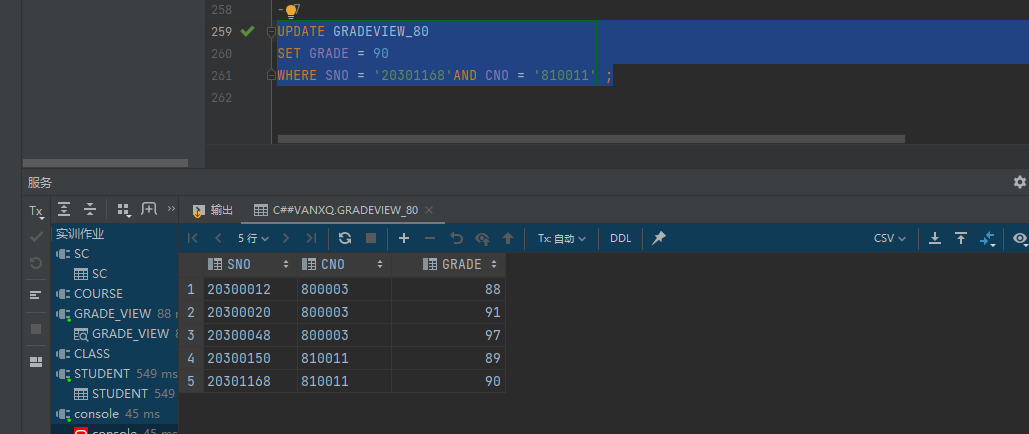 258
259 UPDATE GRADEVIEW_80
260 SET GRADE = 90
261 WHERE SNO = '20301168'AND CNO = '810011' ;
262
服务
Tx
输出 C##VANXQ.GRADEVIEW_80
实训作业
5 行 Tx: 自动 DDL CSV
SC
SC
COURSE
GRADE_VIEW 88
GRADE_VIEW
CLASS
STUDENT 549 ms
STUDENT 549
console 45 ms
console 45 ms
SNO CNO GRADE
1 20300012 800003 88
2 20300020 800003 91
3 20300048 800003 97
4 20300150 810011 89
5 20301168 810011 90